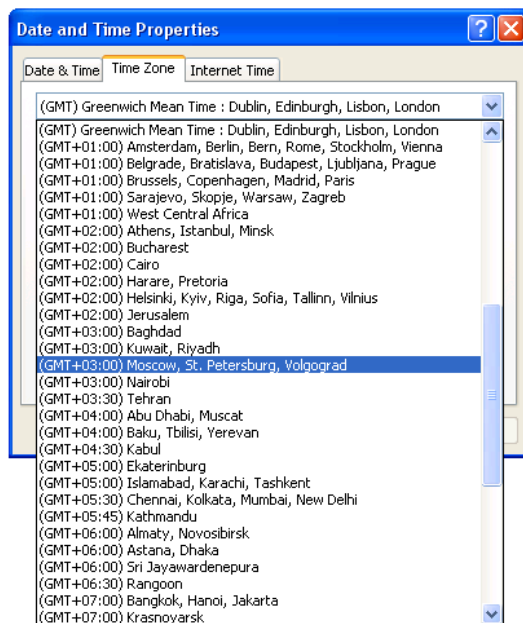 Date and Time Properties
Date & Time Time Zone Internet Time
(GMT) Greenwich Mean Time : Dublin, Edinburgh, Lisbon, London
(GMT) Greenwich Mean Time : Dublin, Edinburgh, Lisbon, London
(GMT+01:00) Amsterdam, Berlin, Bern, Rome, Stockholm, Vienna
(GMT+01:00) Belgrade, Bratislava, Budapest, Ljubljana, Prague
(GMT+01:00) Brussels, Copenhagen, Madrid, Paris
(GMT+01:00) Sarajevo, Skopje, Warsaw, Zagreb
(GMT+01:00) West Central Africa
(GMT+02:00) Athens, Istanbul, Minsk
(GMT+02:00) Bucharest
(GMT+02:00) Cairo
(GMT+02:00) Harare, Pretoria
(GMT+02:00) Helsinki, Kyiv, Riga, Sofia, Tallinn, Vilnius
(GMT+02:00) Jerusalem
(GMT+03:00) Baghdad
(GMT+03:00) Kuwait, Riyadh
(GMT+03:00) Moscow, St. Petersburg, Volgograd
(GMT+03:00) Nairobi
(GMT+03:30) Tehran
(GMT+04:00) Abu Dhabi, Muscat
(GMT+04:00) Baku, Tbilisi, Yerevan
(GMT+04:30) Kabul
(GMT+05:00) Ekaterinburg
(GMT+05:00) Islamabad, Karachi, Tashkent
(GMT+05:30) Chennai, Kolkata, Mumbai, New Delhi
(GMT+05:45) Kathmandu
(GMT+06:00) Almaty, Novosibirsk
(GMT+06:00) Astana, Dhaka
(GMT+06:00) Sri Jayawardenepura
(GMT+06:30) Rangoon
(GMT+07:00) Bangkok, Hanoi, Jakarta
(GMT+07:00) Krasnoyarsk